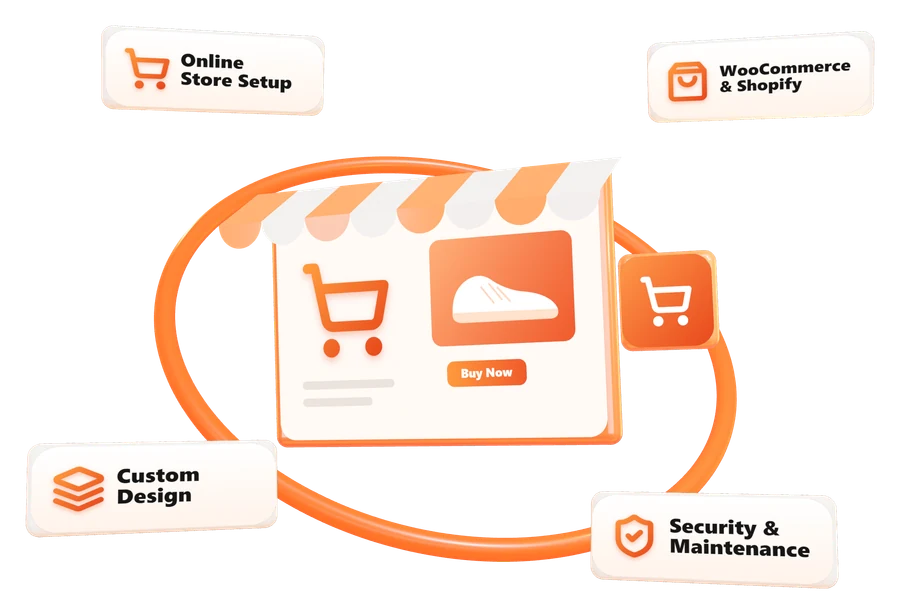 Online
Store Setup
WooCommerce
& Shopify
Buy Now
Custom
Design
Security &
Maintenance